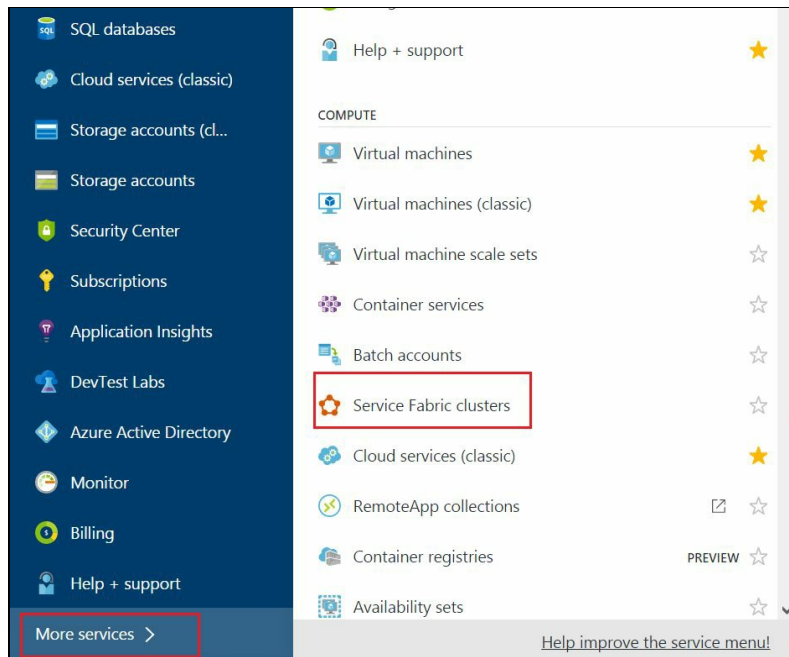 SQL databases
Cloud services (classic)
Storage accounts (cl...
Storage accounts
Security Center
Subscriptions
Application Insights
DevTest Labs
Azure Active Directory
Monitor
Billing
Help + support
More services
Help + support
COMPUTE
Virtual machines
Virtual machines (classic)
Virtual machine scale sets
Container services
Batch accounts
Service Fabric clusters
Cloud services (classic)
RemoteApp collections
Container registries PREVIEW
Availability sets
Help improve the service menu!